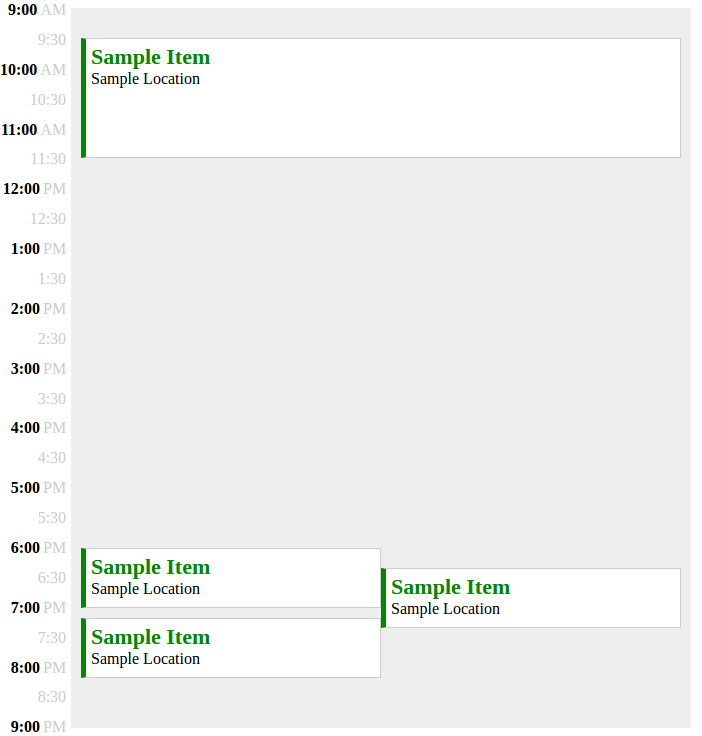 9:00 AM
9:30
Sample Item
10:00 AM
Sample Location
10:30
11:00 AM
11:30
12:00 PM
12:30
1:00 PM
1:30
2:00 PM
2:30
3:00 PM
3:30
4:00 PM
4:30
5:00 PM
5:30
6:00 PM
Sample Item
Sample Location
6:30
Sample Item
Sample Location
7:00 PM
7:30
Sample Item
Sample Location
8:00 PM
8:30
9:00 PM